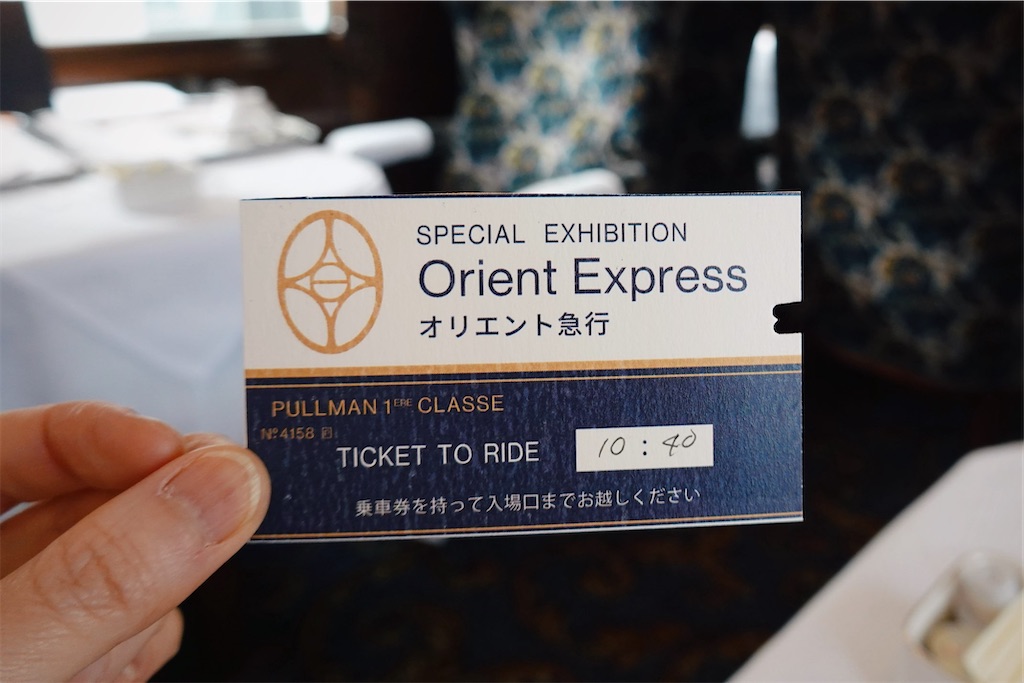 SPECIAL EXHIBITION
Orient Express
オリエント急行
PULLMAN 1ERE CLASSE
Nº 4158
TICKET TO RIDE 10:40
乗車券を持って入場口までお越しください